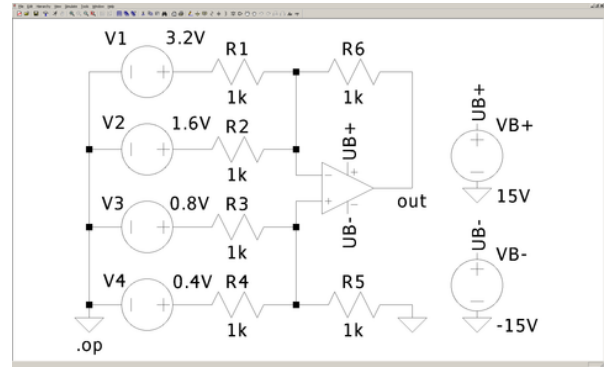 V1 3.2V R1 R6
1k 1k
V2 1.6V R2
1k
UB+
UB+ VB+
15V
out
V3 0.8V R3
1k
UB-
UB- VB-
-15V
V4 0.4V R4 R5
1k 1k
.op